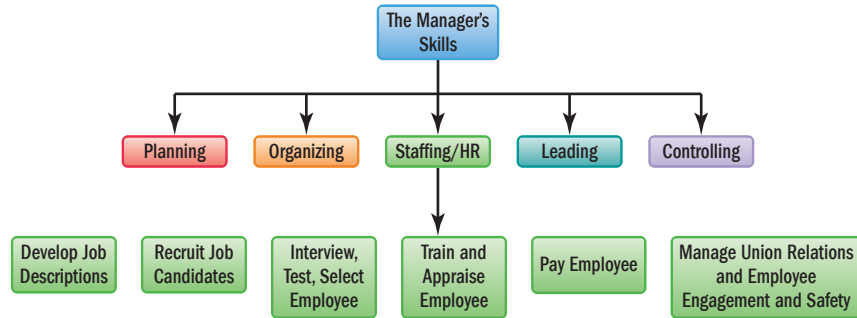 The Manager's
Skills
Planning
Organizing
Staffing/HR
Leading
Controlling
Develop Job
Descriptions
Recruit Job
Candidates
Interview,
Test, Select
Employee
Train and
Appraise
Employee
Pay Employee
Manage Union Relations
and Employee
Engagement and Safety